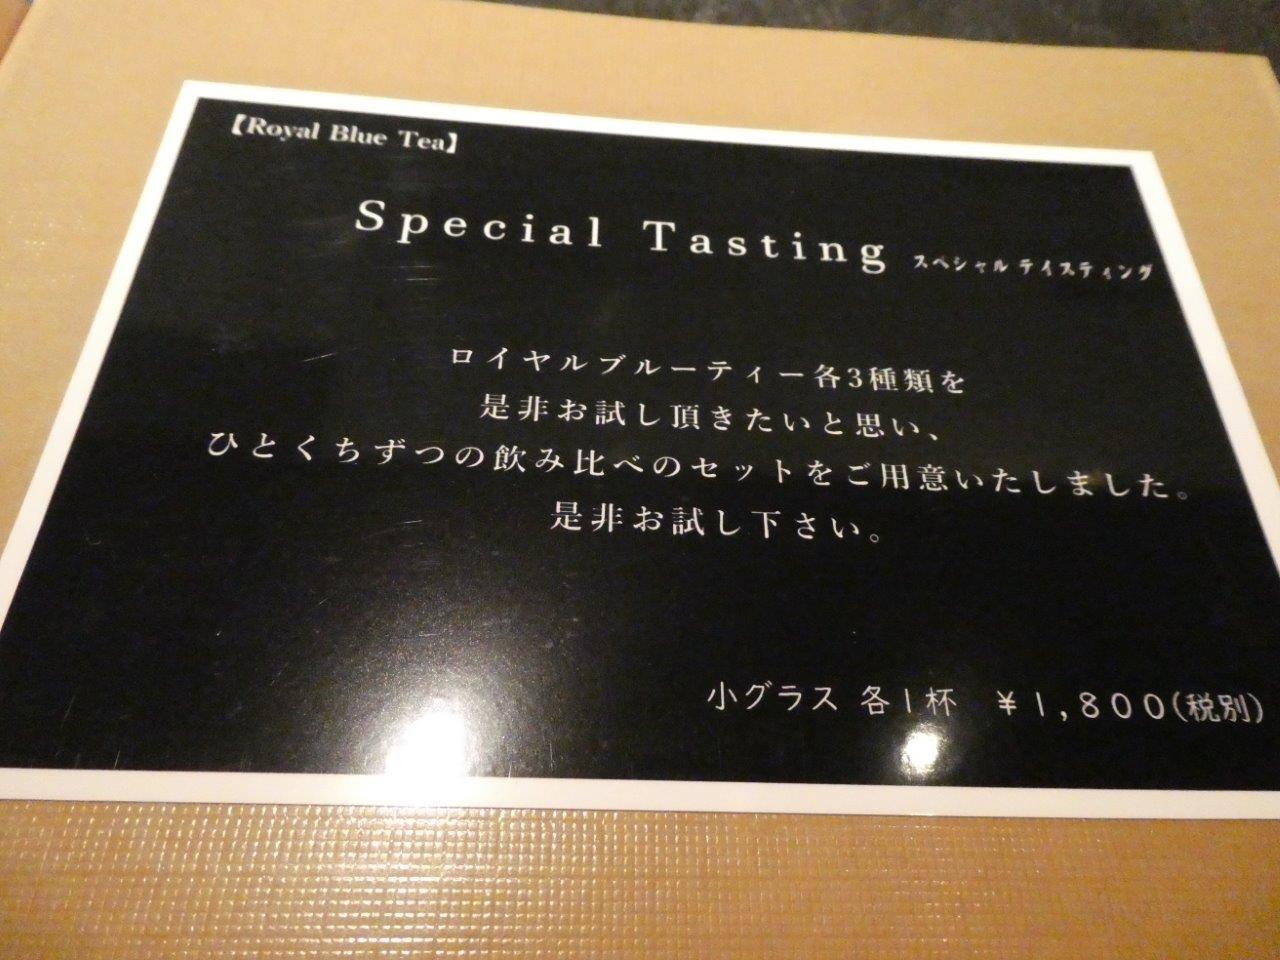 【Royal Blue Tea】
Special Tasting スペシャル テイスティング
ロイヤルブルーティー各3種類を
是非お試し頂きたいと思い、
ひとくちずつの飲み比べのセットをご用意いたしました。
是非お試し下さい。
小グラス 各1杯 ¥1,800(税別)